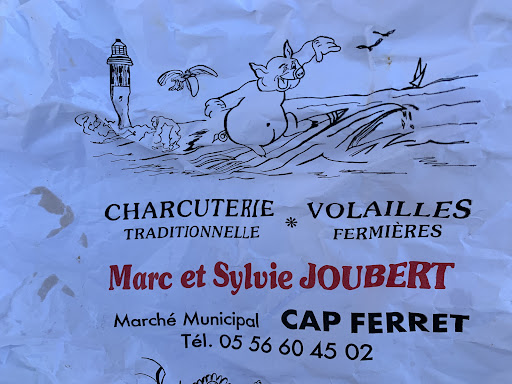 CHARCUTERIE * VOLAILLES
TRADITIONNELLE FERMIÈRES
Marc et Sylvie JOUBERT
Marché Municipal CAP FERRET
Tél. 05 56 60 45 02